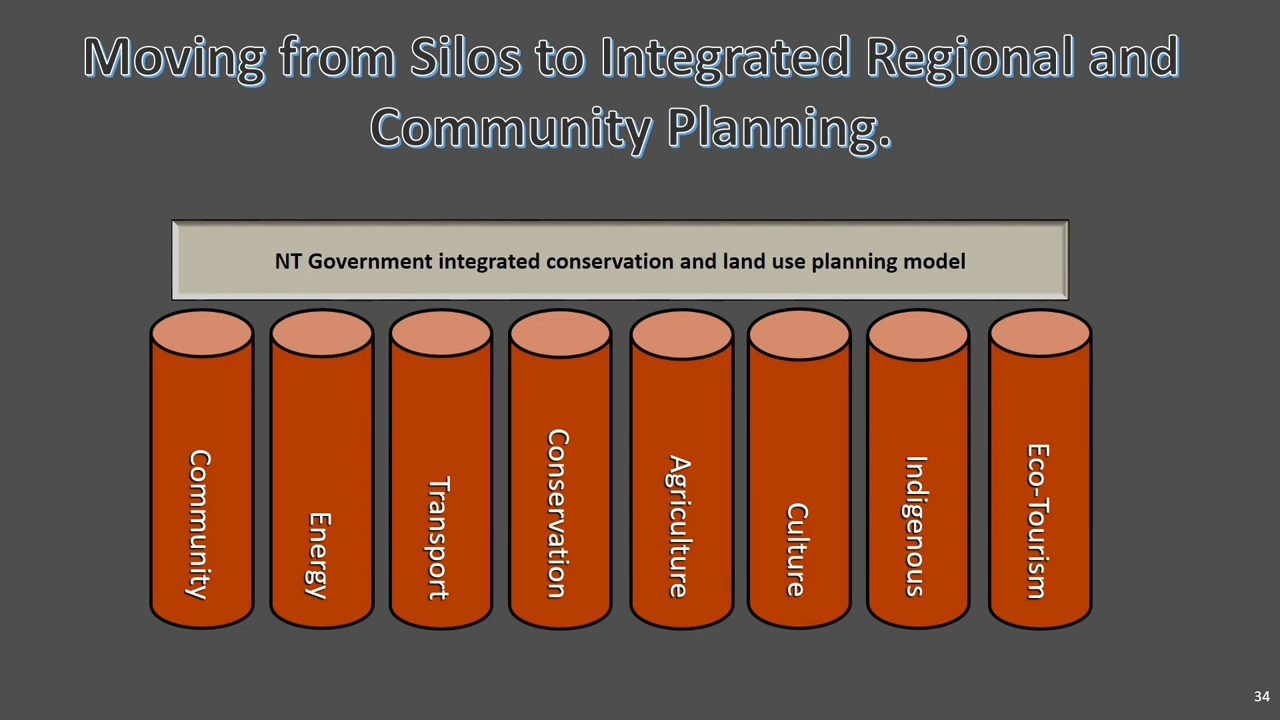 Moving from Silos to Integrated Regional and
Community Planning.
NT Government integrated conservation and land use planning model
Community
Energy
Transport
Conservation
Agriculture
Culture
Indigenous
Eco-Tourism
34